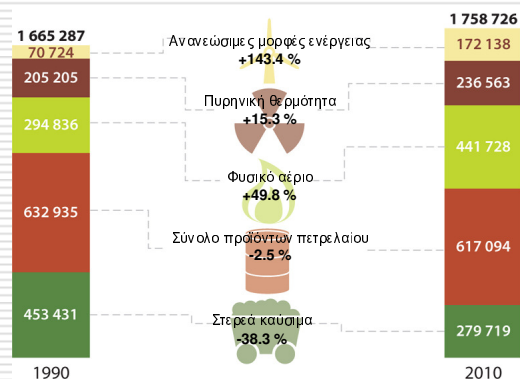 1 665 287
70 724
205 205
294 836
632 935
453 431
1990
Ανανεώσιμες μορφές ενέργειας
+143.4 %
Πυρηνική θερμότητα
+15.3 %
Φυσικό αέριο
+49.8 %
Σύνολο προϊόντων πετρελαίου
-2.5 %
Στερεά καύσιμα
-38.3 %
1 758 726
172 138
236 563
441 728
617 094
279 719
2010